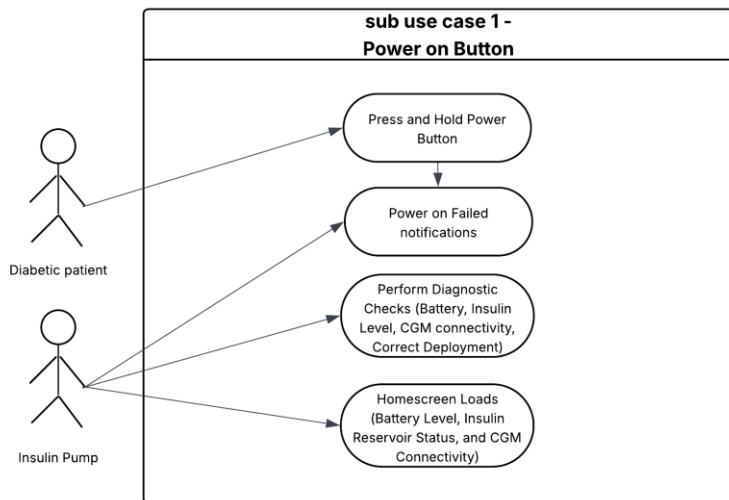 sub use case 1 -
Power on Button
Press and Hold Power
Button
Power on Failed
notifications
Diabetic patient
Perform Diagnostic
Checks (Battery, Insulin
Level, CGM connectivity,
Correct Deployment)
Homescreen Loads
(Battery Level, Insulin
Reservoir Status, and CGM
Connectivity)
Insulin Pump